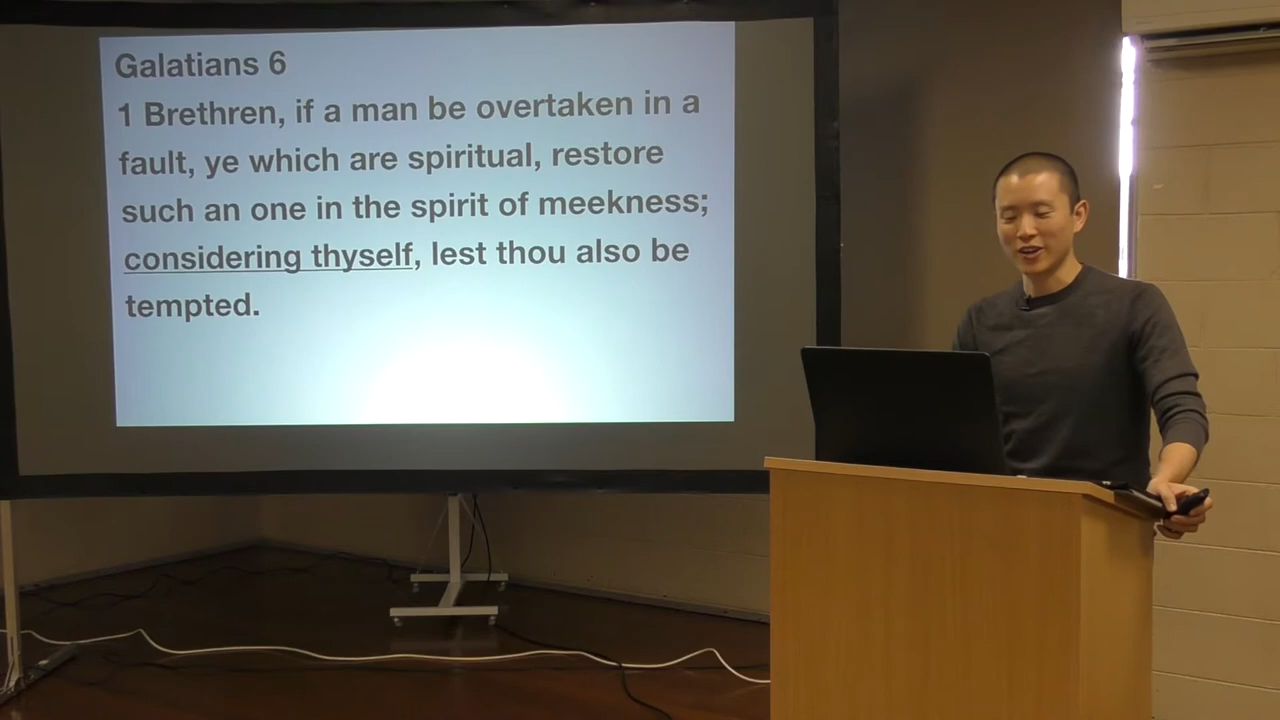 Galatians 6
1 Brethren, if a man be overtaken in a
fault, ye which are spiritual, restore
such an one in the spirit of meekness;
considering thyself, lest thou also be
tempted.